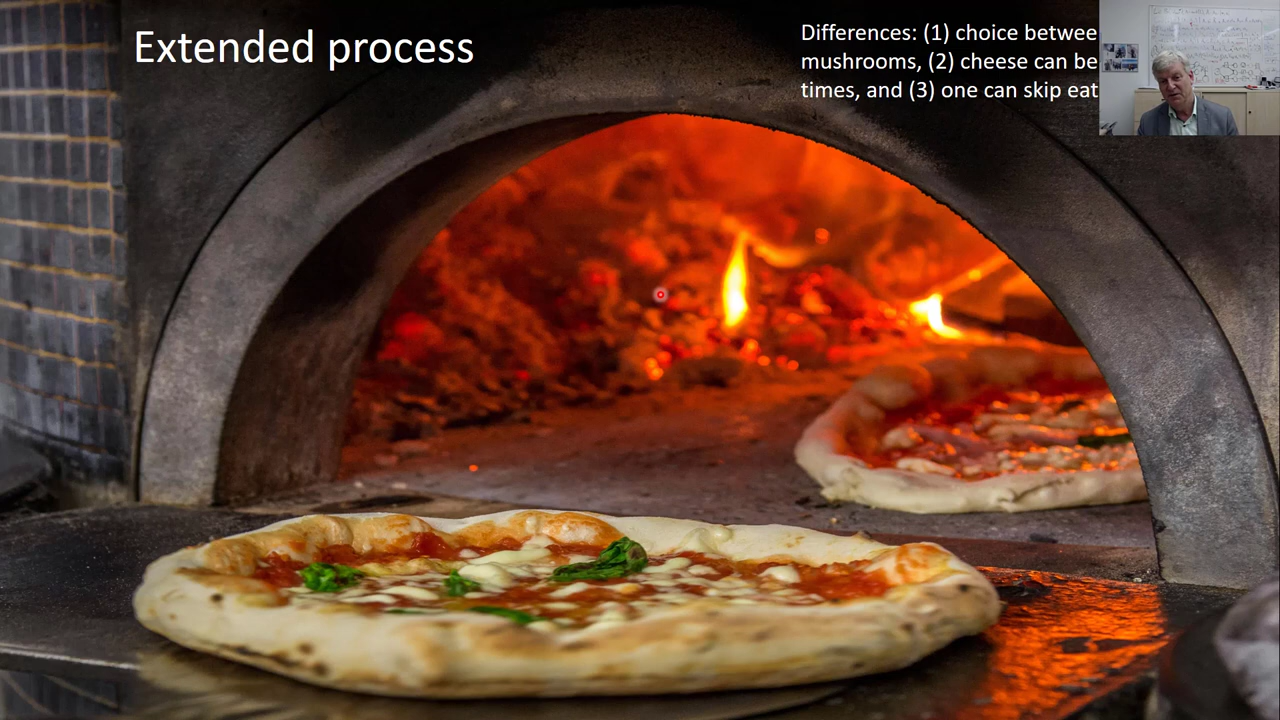 Extended process
Differences: (1) choice betwee
mushrooms, (2) cheese can be
times, and (3) one can skip eat